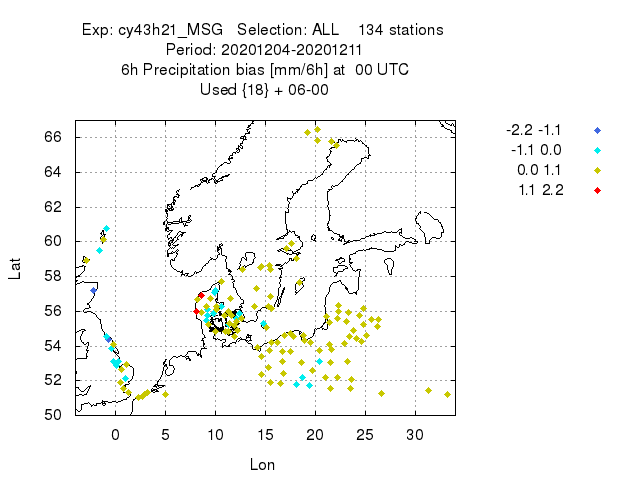 Exp: cy43h21_MSG Selection: ALL 134 stations
Period: 20201204-20201211
6h Precipitation bias [mm/6h] at 00 UTC
Used {18} + 06-00
-2.2 -1.1
-1.1 0.0
0.0 1.1
1.1 2.2
66
64
62
60
58
56
54
52
50
Lat
0 5 10 15 20 25 30
Lon